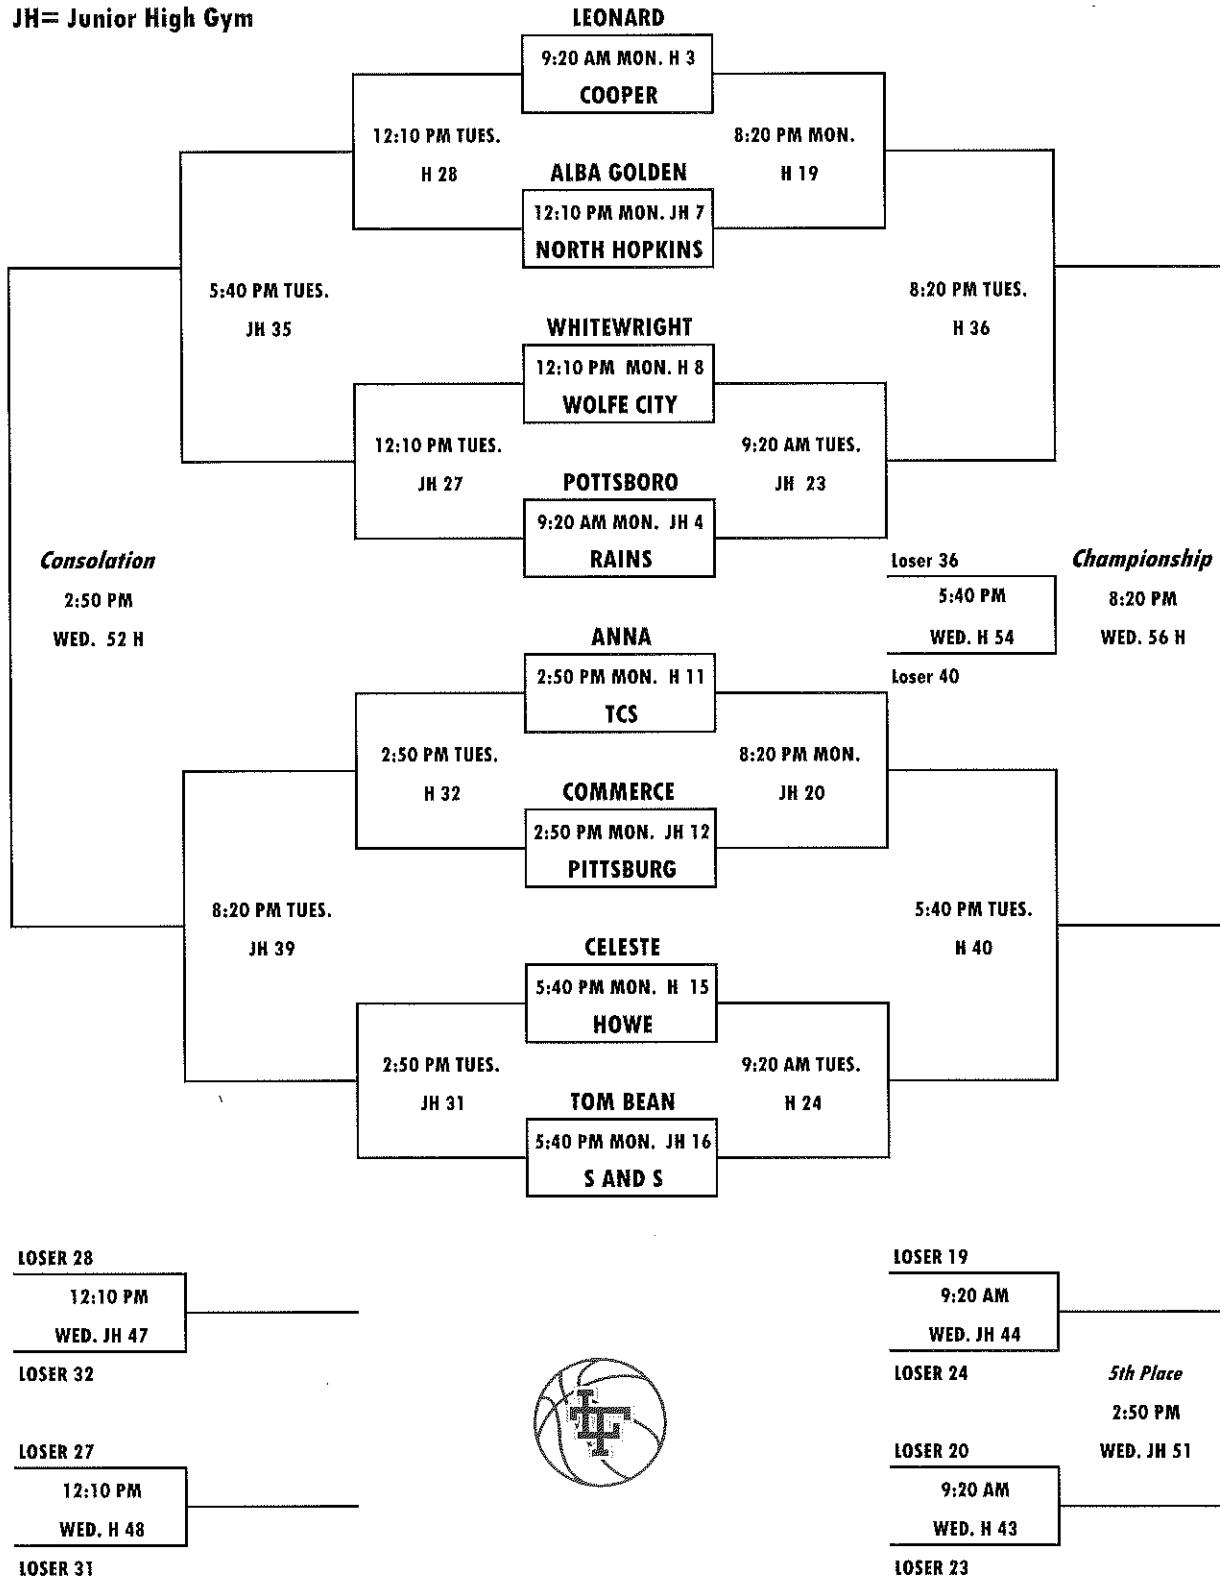 JH= Junior High Gym
LEONARD
9:20 AM MON. H 3
COOPER
12:10 PM TUES.
H 28
8:20 PM MON.
H 19
ALBA GOLDEN
12:10 PM MON. JH 7
NORTH HOPKINS
5:40 PM TUES.
JH 35
8:20 PM TUES.
H 36
WHITEWRIGHT
12:10 PM MON. H 8
WOLFE CITY
12:10 PM TUES.
JH 27
9:20 AM TUES.
JH 23
POTTSBORO
9:20 AM MON. JH 4
RAINS
Consolation
2:50 PM
WED. 52 H
Loser 36
5:40 PM
WED. H 54
Loser 40
Championship
8:20 PM
WED. 56 H
ANNA
2:50 PM MON. H 11
TCS
2:50 PM TUES.
H 32
8:20 PM MON.
JH 20
COMMERCE
2:50 PM MON. JH 12
PITTSBURG
8:20 PM TUES.
JH 39
5:40 PM TUES.
H 40
CELESTE
5:40 PM MON. H 15
HOWE
2:50 PM TUES.
JH 31
9:20 AM TUES.
H 24
TOM BEAN
5:40 PM MON. JH 16
S AND S
LOSER 28
12:10 PM
WED. JH 47
LOSER 32
LOSER 19
9:20 AM
WED. JH 44
LOSER 24
5th Place
2:50 PM
WED. JH 51
LOSER 27
12:10 PM
WED. H 48
LOSER 31
LOSER 20
9:20 AM
WED. H 43
LOSER 23